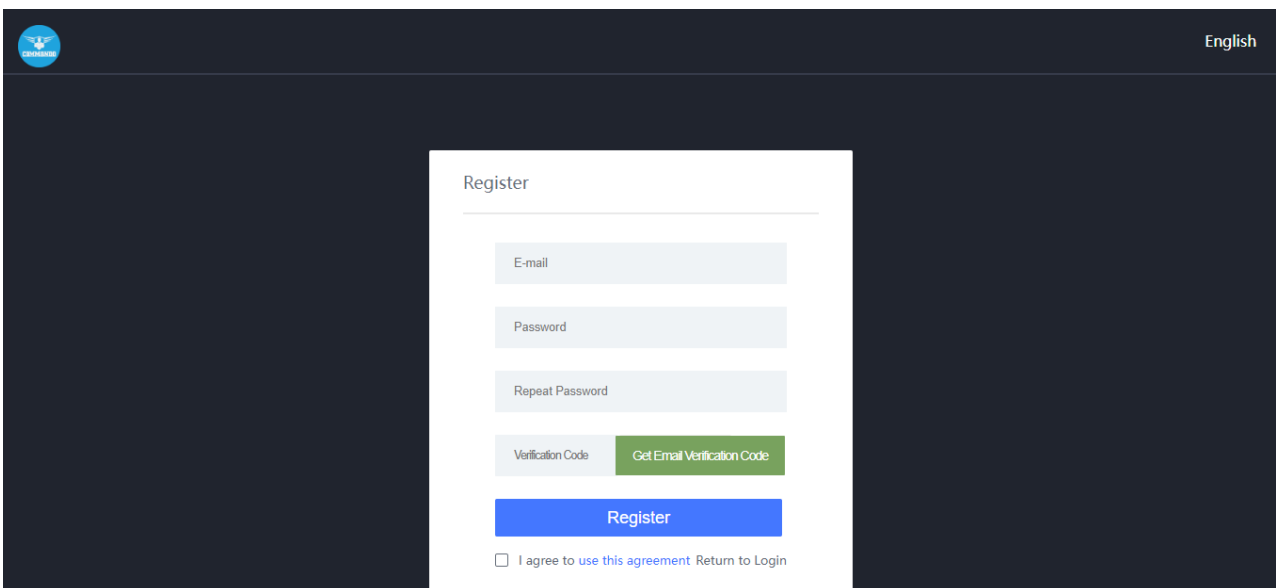 COMMANDO
English
Register
E-mail
Password
Repeat Password
Verification Code Get Email Verification Code
Register
I agree to use this agreement Return to Login